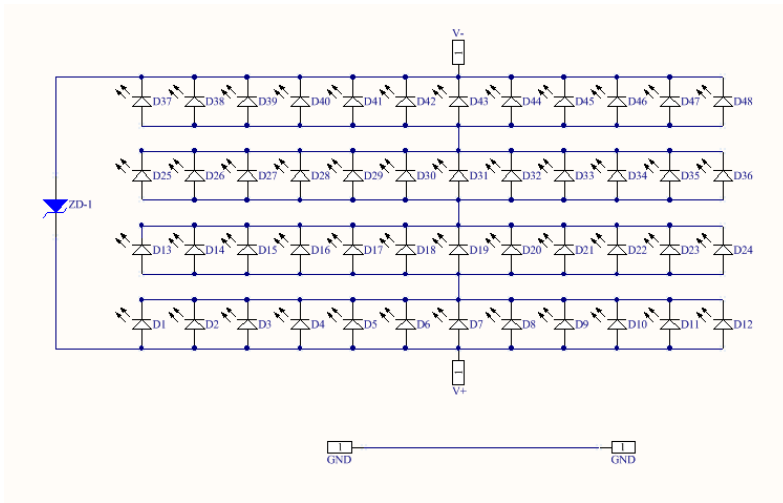 V-
1
D37 D38 D39 D40 D41 D42 D43 D44 D45 D46 D47 D48
D25 D26 D27 D28 D29 D30 D31 D32 D33 D34 D35 D36
ZD-1
D13 D14 D15 D16 D17 D18 D19 D20 D21 D22 D23 D24
D1 D2 D3 D4 D5 D6 D7 D8 D9 D10 D11 D12
1
V+
1 1
GND GND